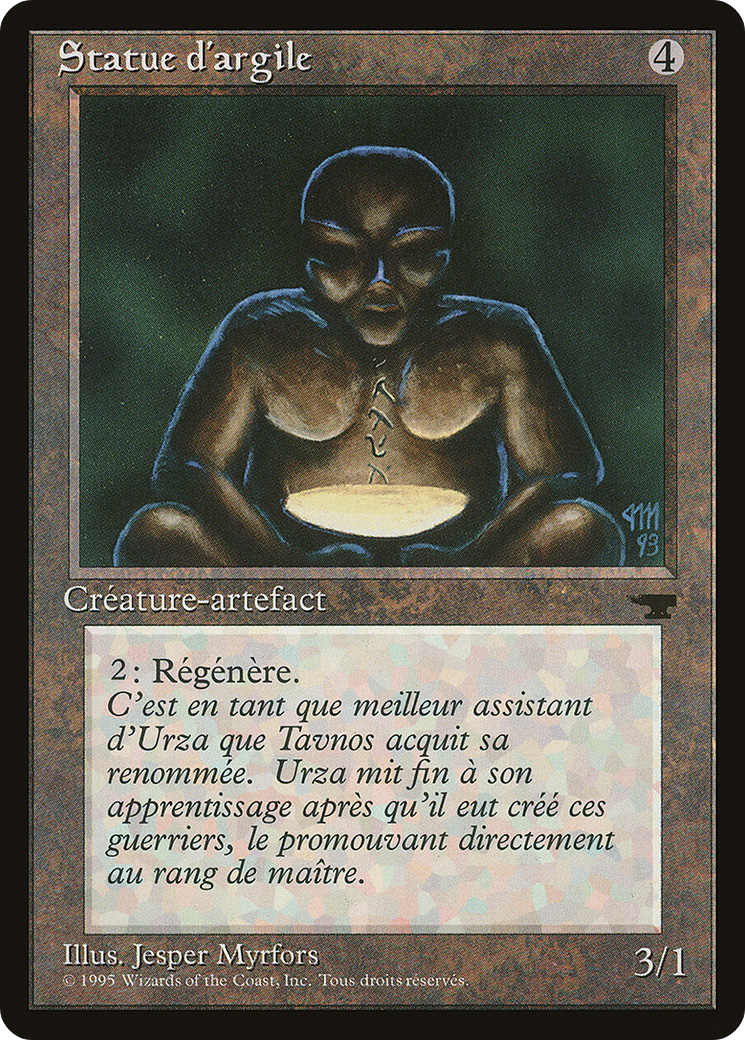 Statue d'argile
4
JM
93
Créature-artefact
2: Régénère.
C'est en tant que meilleur assistant
d'Urza que Tavnos acquit sa
renommée. Urza mit fin à son
apprentissage après qu'il eut créé ces
guerriers, le promouvant directement
au rang de maître.
Illus. Jesper Myrfors
3/1
© 1995 Wizards of the Coast, Inc. Tous droits réservés.